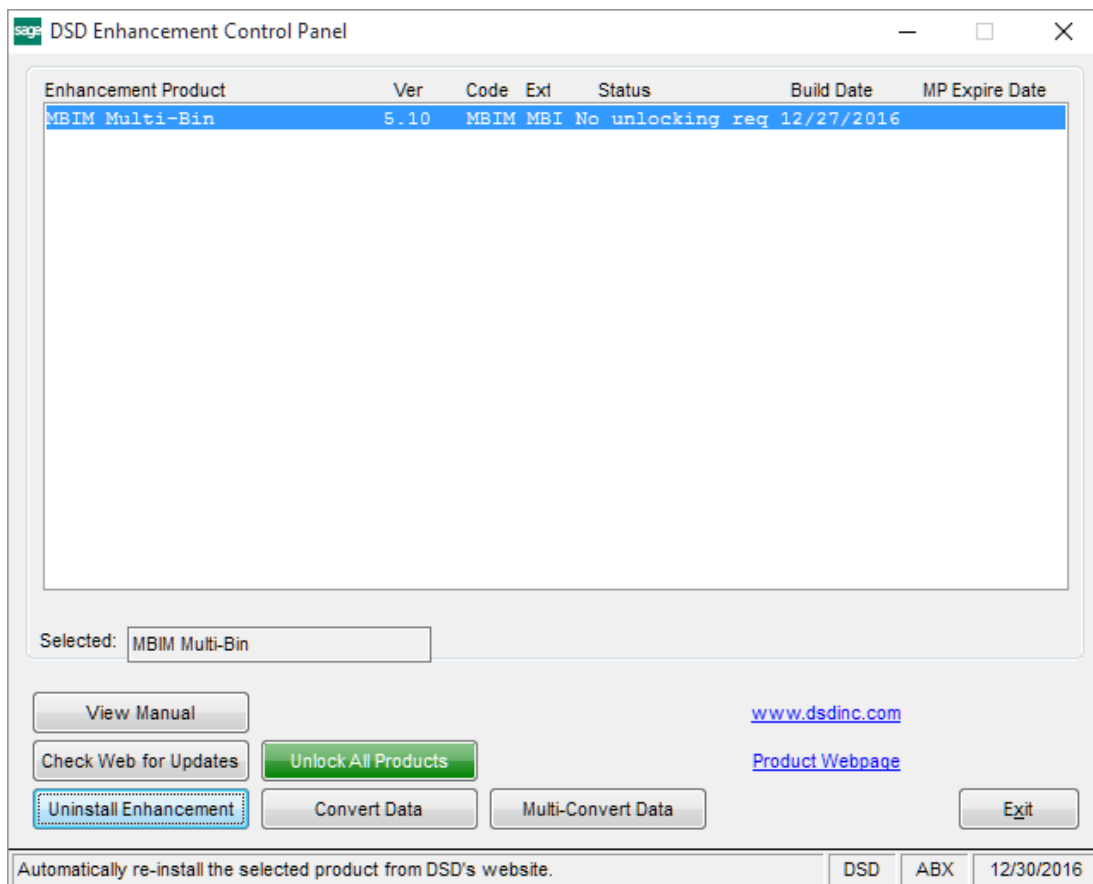 sage DSD Enhancement Control Panel
Enhancement Product Ver Code Ext Status Build Date MP Expire Date
MBIM Multi-Bin 5.10 MBIM MBI No unlocking req 12/27/2016
Selected: MBIM Multi-Bin
View Manual www.dsdinc.com
Check Web for Updates Unlock All Products Product Webpage
Uninstall Enhancement Convert Data Multi-Convert Data Exit
Automatically re-install the selected product from DSD's website. DSD ABX 12/30/2016